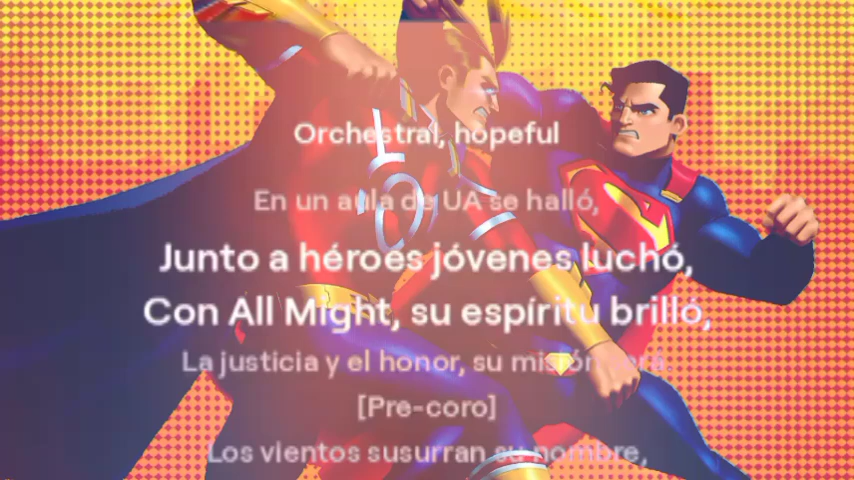 Orchestral, hopeful
En un aula de UA se halló,
Junto a héroes jóvenes luchó,
Con All Might, su espíritu brilló,
La justicia y el honor, su misión era.
[Pre-coro]
Los vientos susurran su nombre,